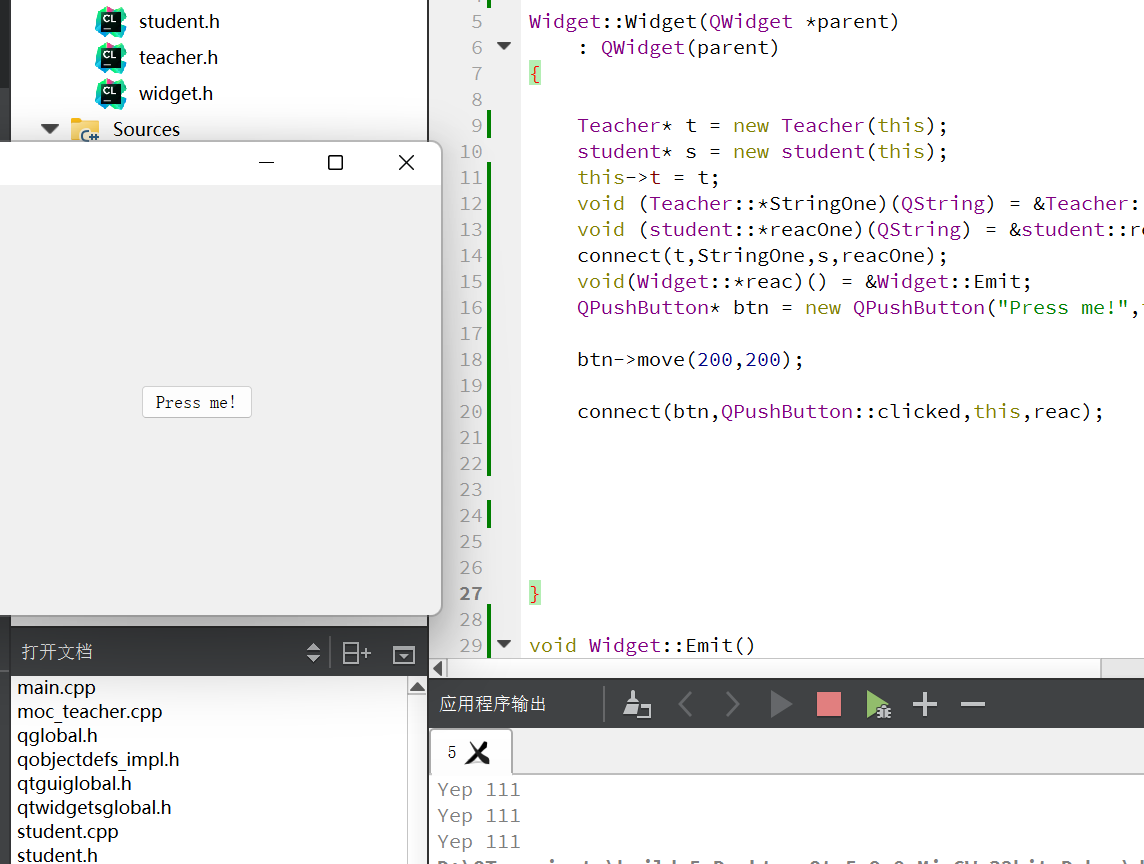 student.h
teacher.h
widget.h
Sources
Press me!
打开文档
main.cpp
moc_teacher.cpp
qglobal.h
qobjectdefs_impl.h
qtguiglobal.h
qtwidgetsglobal.h
student.cpp
student.h
5 Widget::Widget(QWidget *parent)
6 : QWidget(parent)
7 {
8
9 Teacher* t = new Teacher(this);
10 student* s = new student(this);
11 this->t = t;
12 void (Teacher::*StringOne)(QString) = &Teacher:
13 void (student::*reacOne)(QString) = &student::re
14 connect(t,StringOne,s,reacOne);
15 void(Widget::*reac)() = &Widget::Emit;
16 QPushButton* btn = new QPushButton("Press me!",
17
18 btn->move(200,200);
19
20 connect(btn,QPushButton::clicked,this,reac);
21
22
23
24
25
26
27 }
28
29 void Widget::Emit()
应用程序输出
5
Yep 111
Yep 111
Yep 111